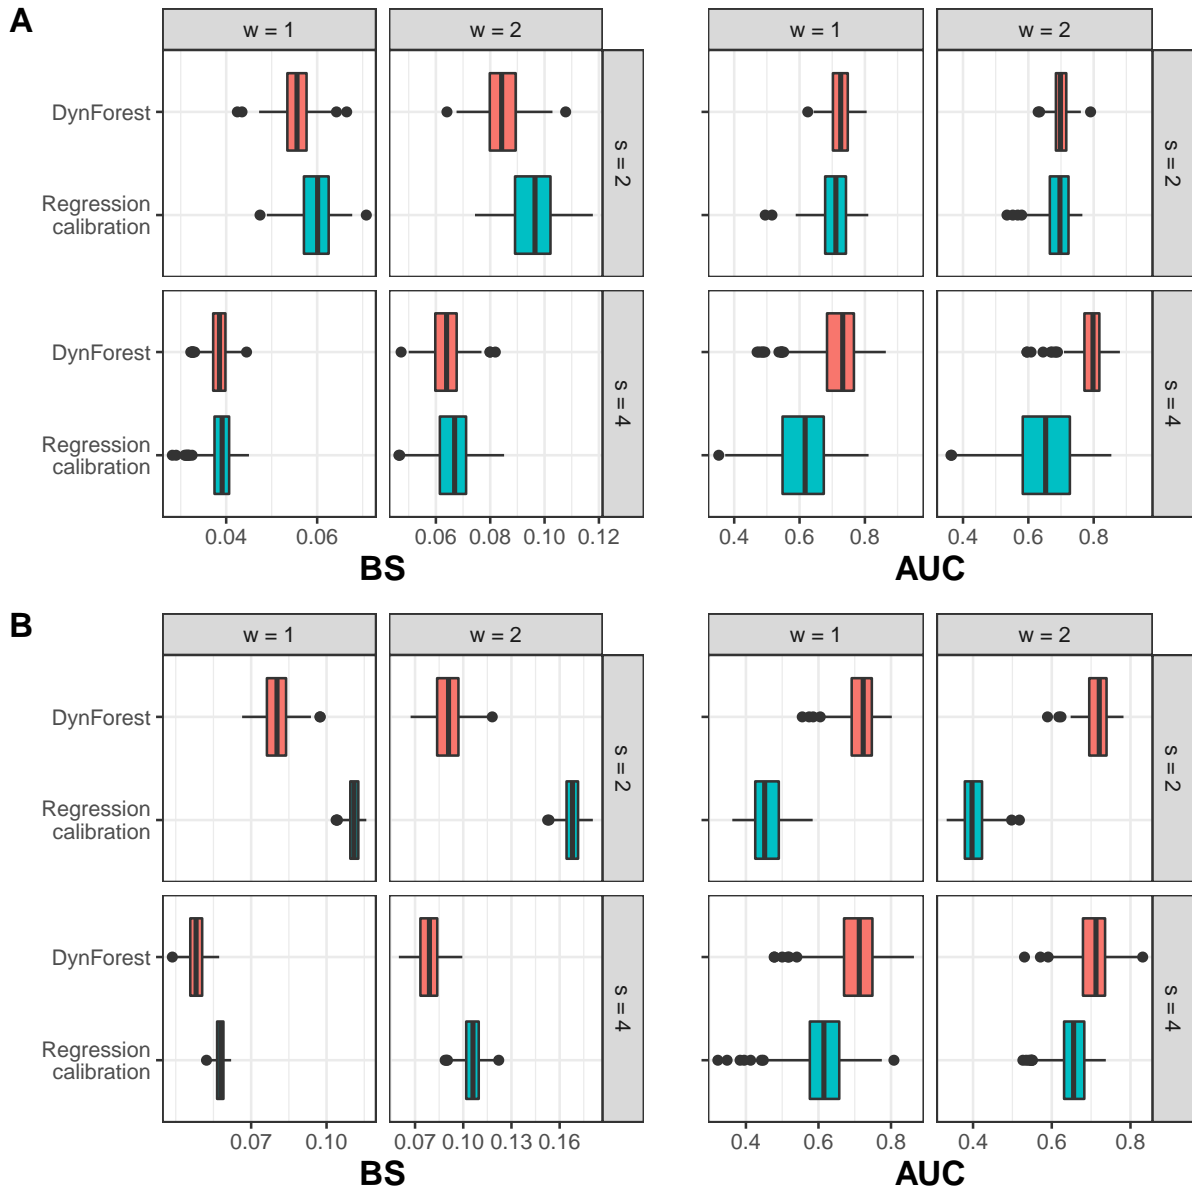 A
w = 1
w = 2
w = 1
w = 2
DynForest
Regression
calibration
s = 2
s = 2
DynForest
Regression
calibration
s = 4
s = 4
0.04
0.06
0.06
0.08
0.10
0.12
0.4
0.6
0.8
0.4
0.6
0.8
BS
AUC
B
w = 1
w = 2
w = 1
w = 2
DynForest
Regression
calibration
s = 2
s = 2
DynForest
Regression
calibration
s = 4
s = 4
0.07
0.10
0.07
0.10
0.13
0.16
0.4
0.6
0.8
0.4
0.6
0.8
BS
AUC